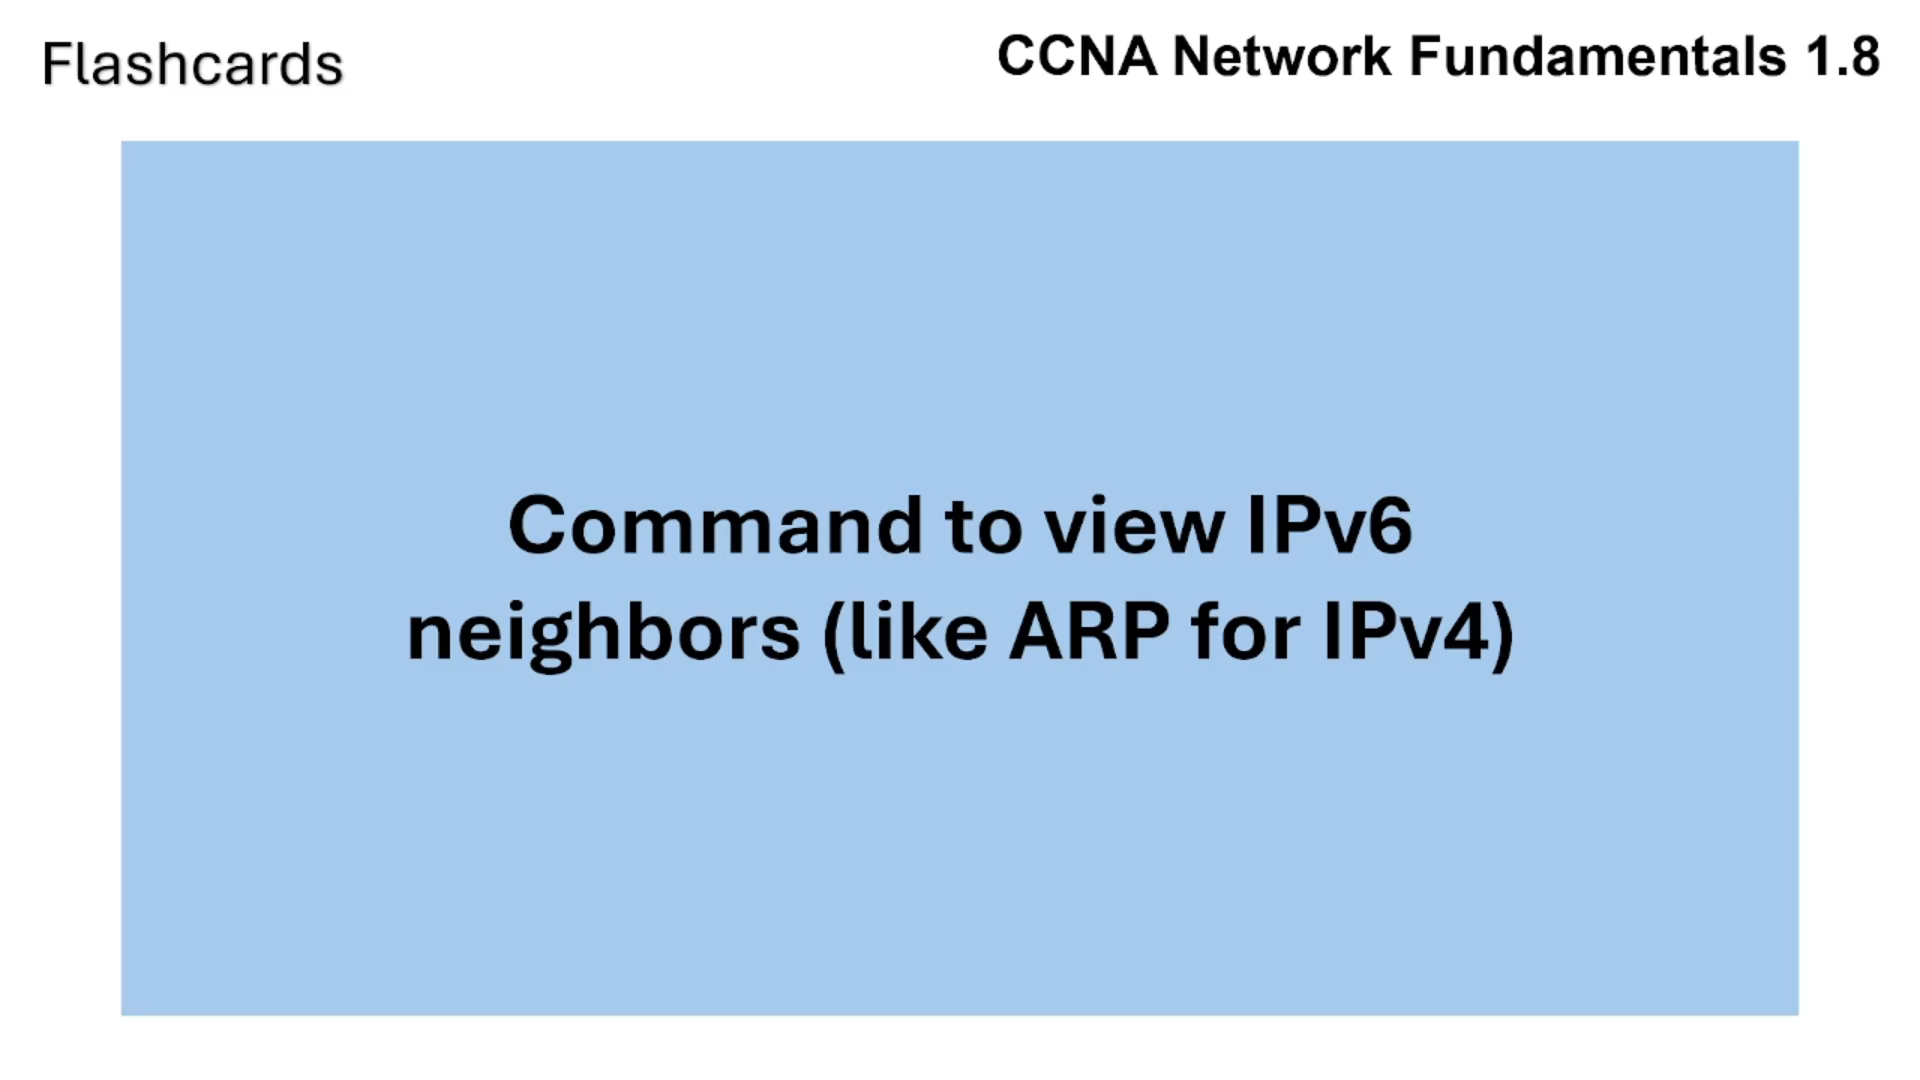 Flashcards
CCNA Network Fundamentals 1.8
Command to view IPv6
neighbors (like ARP for IPv4)